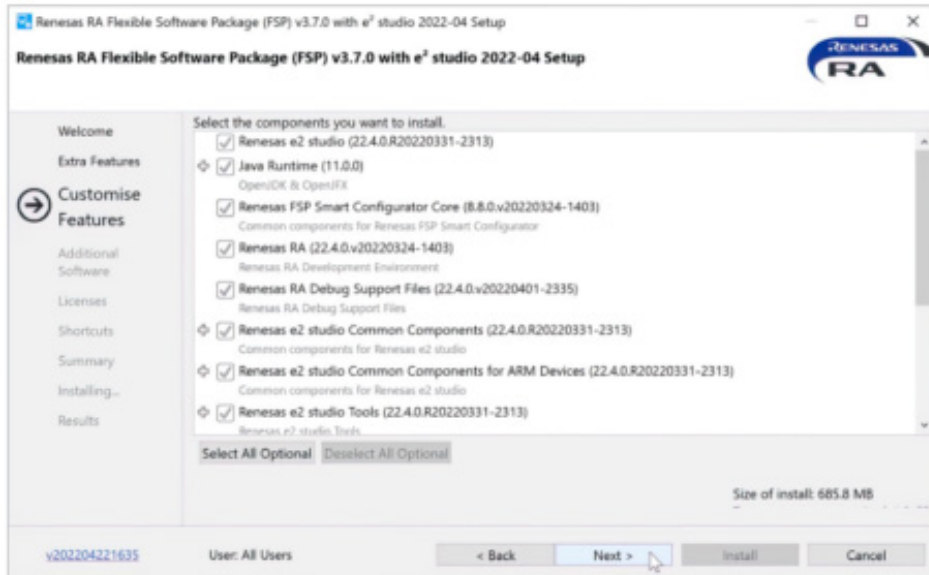 Renesas RA Flexible Software Package (FSP) v3.7.0 with e² studio 2022-04 Setup
Renesas RA Flexible Software Package (FSP) v3.7.0 with e² studio 2022-04 Setup
RENESAS
RA
Welcome
Extra Features
Customise
Features
Additional
Software
Licenses
Shortcuts
Summary
Installing...
Results
Select the components you want to install.
Renesas e2 studio (22.4.0.R20220331-2313)
Java Runtime (11.0.0)
OpenJDK & OpenJFX
Renesas FSP Smart Configurator Core (8.8.0.v20220324-1403)
Common components for Renesas FSP Smart Configurator
Renesas RA (22.4.0.v20220324-1403)
Renesas RA Development Environment
Renesas RA Debug Support Files (22.4.0.v20220401-2335)
Renesas RA Debug Support Files
Renesas e2 studio Common Components (22.4.0.R20220331-2313)
Common components for Renesas e2 studio
Renesas e2 studio Common Components for ARM Devices (22.4.0.R20220331-2313)
Common components for Renesas e2 studio
Renesas e2 studio Tools (22.4.0.R20220331-2313)
Renesas e2 studio Tools
Select All Optional Deselect All Optional
Size of install: 685.8 MB
v202204221635 User: All Users < Back Next > Install Cancel